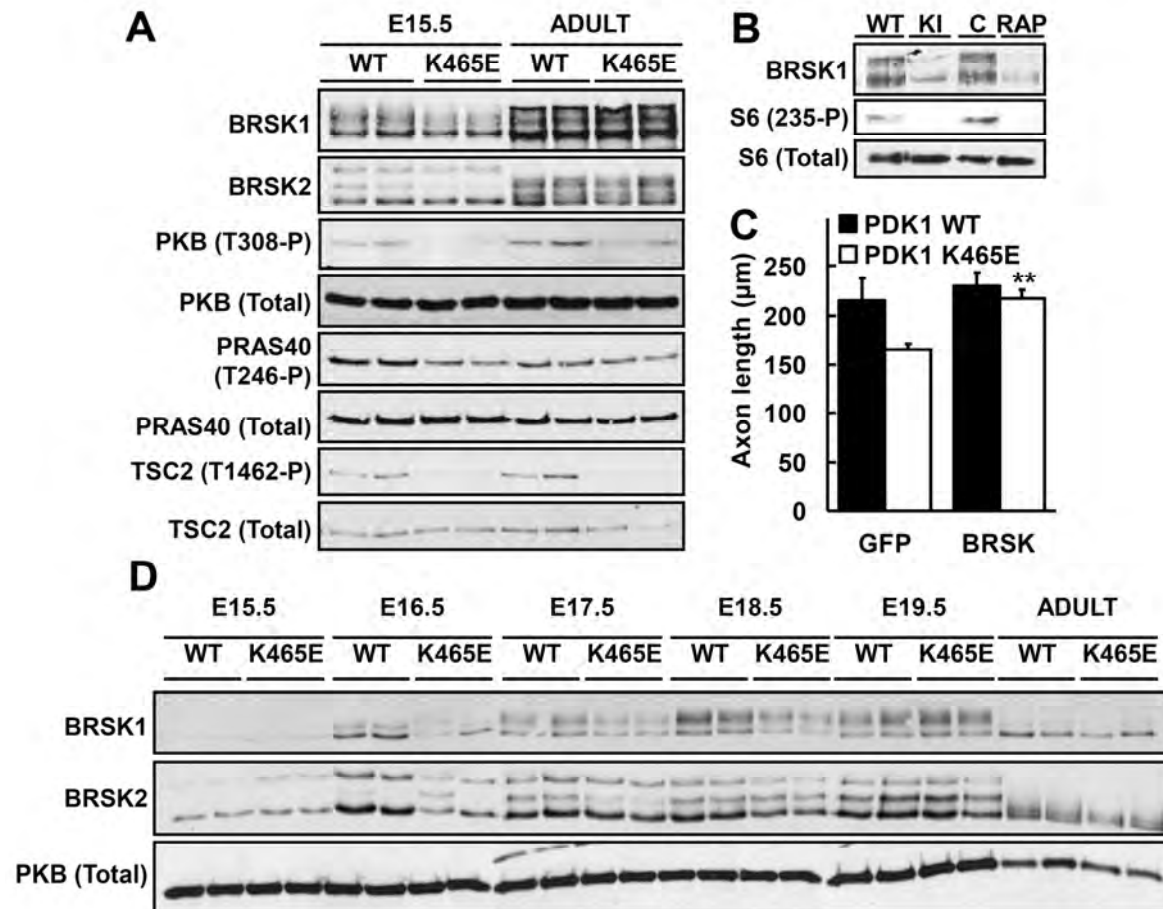 A
E15.5 ADULT
WT K465E WT K465E
BRSK1
BRSK2
PKB (T308-P)
PKB (Total)
PRAS40
(T246-P)
PRAS40 (Total)
TSC2 (T1462-P)
TSC2 (Total)
B
WT KI C RAP
BRSK1
S6 (235-P)
S6 (Total)
C
PDK1 WT
PDK1 K465E
Axon length (µm)
250
200
150
100
50
0
**
GFP BRSK
D
E15.5 E16.5 E17.5 E18.5 E19.5 ADULT
WT K465E WT K465E WT K465E WT K465E WT K465E WT K465E
BRSK1
BRSK2
PKB (Total)